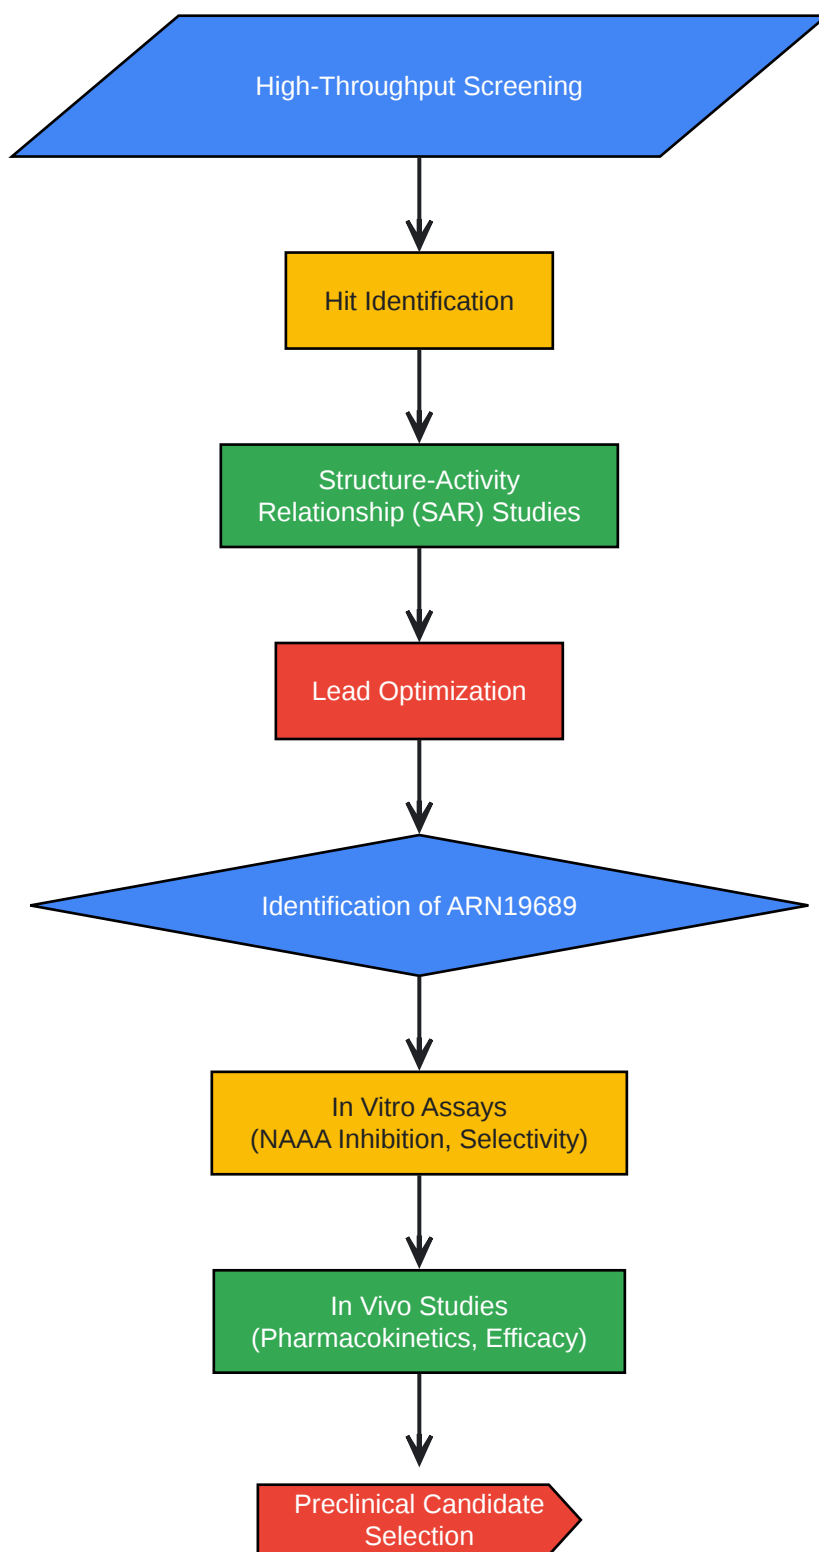 High-Throughput Screening
Hit Identification
Structure-Activity
Relationship (SAR) Studies
Lead Optimization
Identification of ARN19689
In Vitro Assays
(NAAA Inhibition, Selectivity)
In Vivo Studies
(Pharmacokinetics, Efficacy)
Preclinical Candidate
Selection